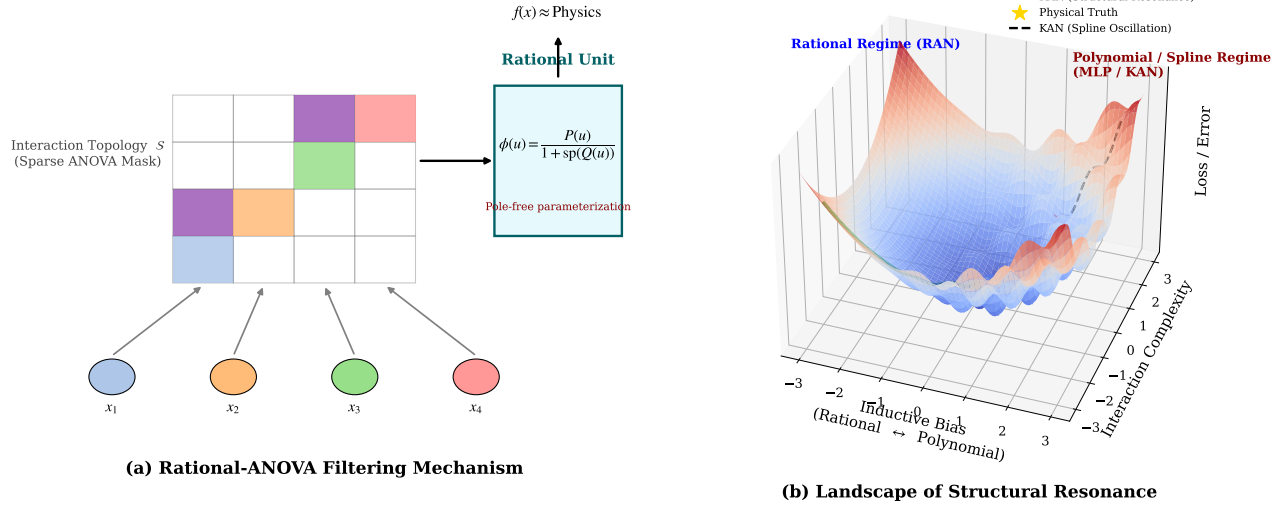 f(x) ≈ Physics
Rational Unit
ϕ(u) = P(u) / 1 + sp(Q(u))
Pole-free parameterization
Interaction Topology S
(Sparse ANOVA Mask)
x1
x2
x3
x4
(a) Rational-ANOVA Filtering Mechanism
Physical Truth
KAN (Spline Oscillation)
Rational Regime (RAN)
Polynomial / Spline Regime
(MLP / KAN)
Loss / Error
3
2
1
0
−1
−2
−3
Interaction Complexity
−3
−2
−1
0
1
2
3
Inductive Bias
(Rational ↔ Polynomial)
(b) Landscape of Structural Resonance